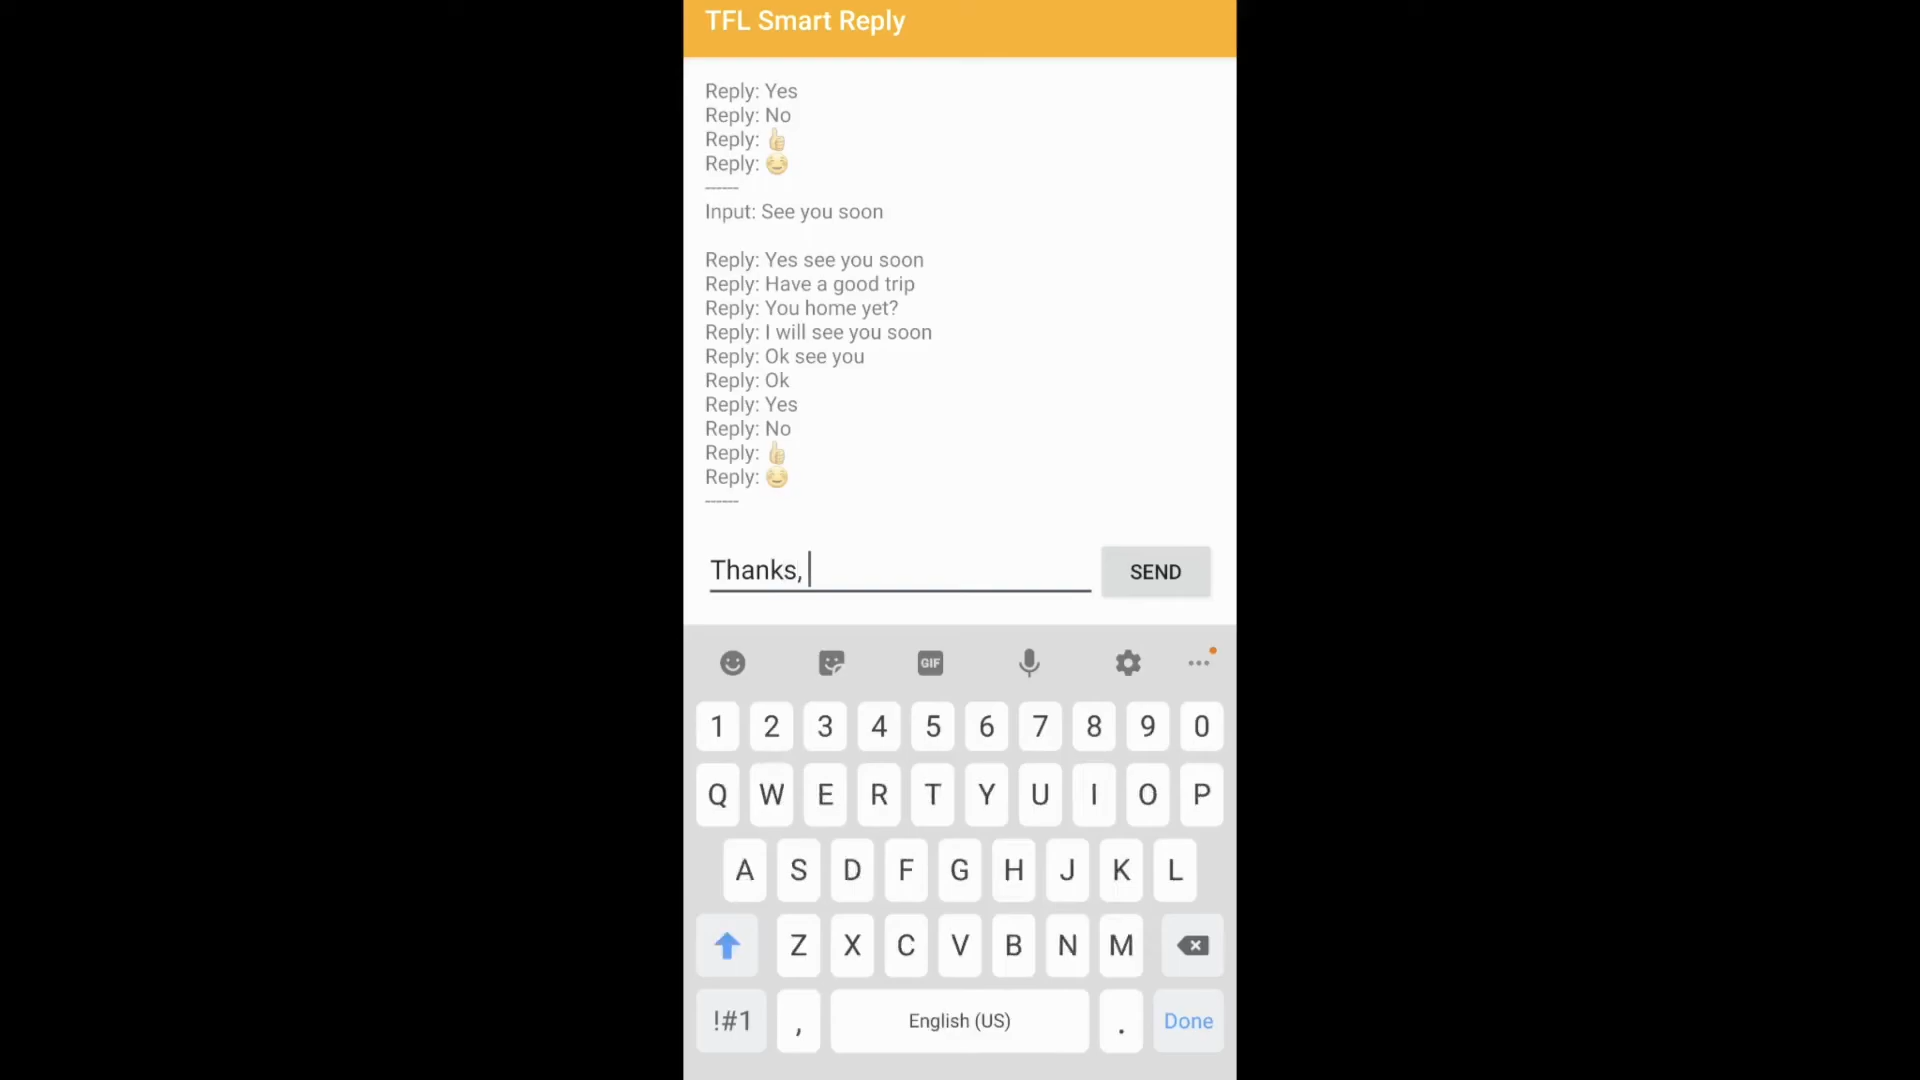 TFL Smart Reply
Reply: Yes
Reply: No
Reply: 👍
Reply: 😊
------
Input: See you soon
Reply: Yes see you soon
Reply: Have a good trip
Reply: You home yet?
Reply: I will see you soon
Reply: Ok see you
Reply: Ok
Reply: Yes
Reply: No
Reply: 👍
Reply: 😊
------
Thanks,
SEND
GIF
1 2 3 4 5 6 7 8 9 0
Q W E R T Y U I O P
A S D F G H J K L
Z X C V B N M
!#1 , English (US) . Done